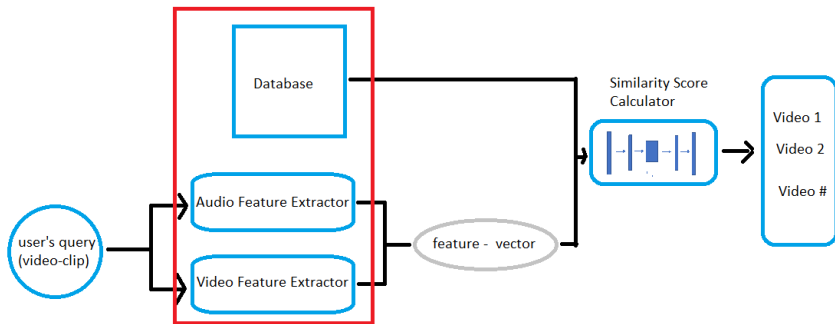 Database
Similarity Score
Calculator
Video 1
Video 2
Video #
Audio Feature Extractor
user's query
(video-clip)
feature - vector
Video Feature Extractor